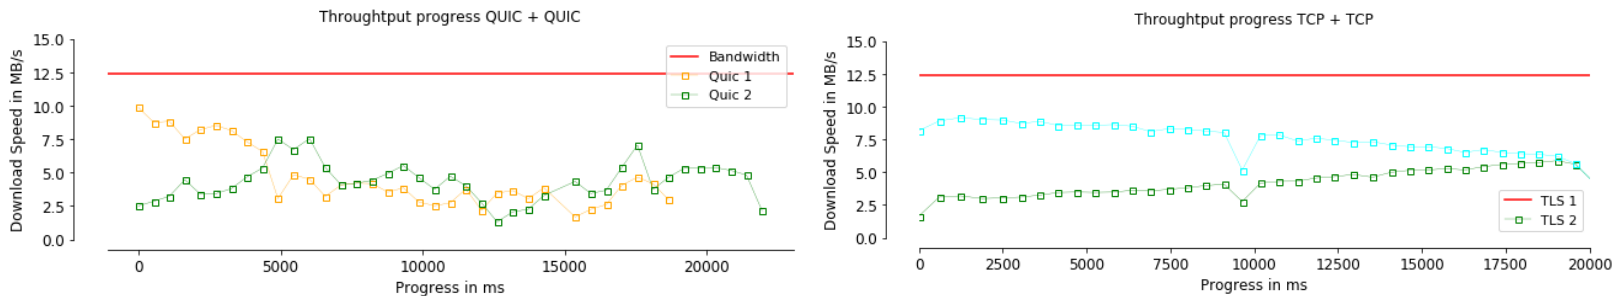 Throughtput progress QUIC + QUIC
Download Speed in MB/s
15.0
12.5
10.0
7.5
5.0
2.5
0.0
Bandwidth
Quic 1
Quic 2
0 5000 10000 15000 20000
Progress in ms
Throughtput progress TCP + TCP
Download Speed in MB/s
15.0
12.5
10.0
7.5
5.0
2.5
0.0
TLS 1
TLS 2
0 2500 5000 7500 10000 12500 15000 17500 20000
Progress in ms